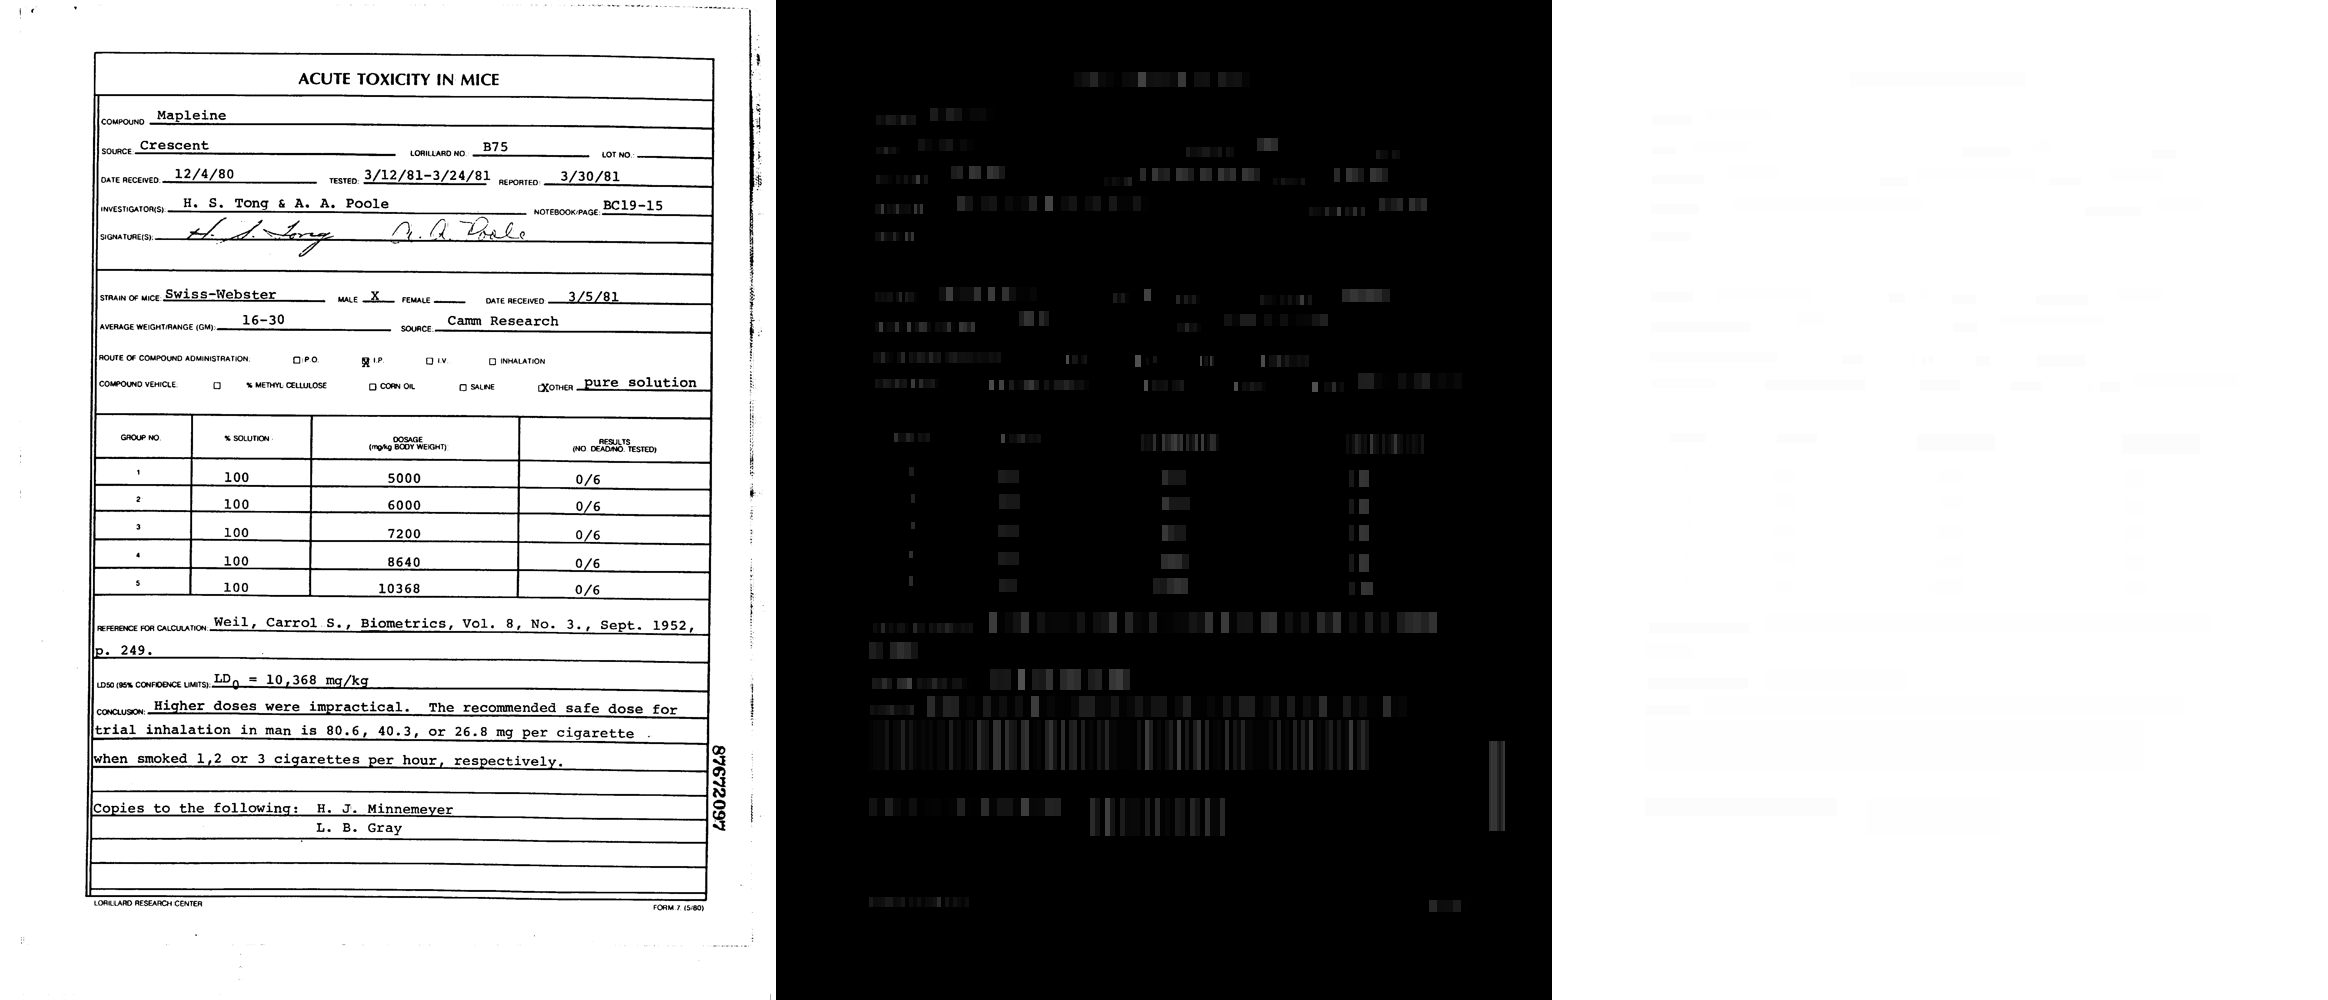 ACUTE TOXICITY IN MICE
COMPOUND Mapleine
SOURCE Crescent LORILLARD NO. B75 LOT NO.:
DATE RECEIVED: 12/4/80 TESTED: 3/12/81-3/24/81 REPORTED: 3/30/81
INVESTIGATOR(S): H. S. Tong & A. A. Poole NOTEBOOK/PAGE: BC19-15
SIGNATURE(S): H. S. Tong A. A. Poole
STRAIN OF MICE: Swiss-Webster MALE X FEMALE DATE RECEIVED 3/5/81
AVERAGE WEIGHT/RANGE (GM): 16-30 SOURCE: Camm Research
ROUTE OF COMPOUND ADMINISTRATION: ☐ P.O. ☒ I.P. ☐ I.V. ☐ INHALATION
COMPOUND VEHICLE: ☐ % METHYL CELLULOSE ☐ CORN OIL ☐ SALINE ☒ OTHER pure solution
GROUP NO. % SOLUTION DOSAGE (mg/kg BODY WEIGHT) RESULTS (NO. DEAD/NO. TESTED)
1 100 5000 0/6
2 100 6000 0/6
3 100 7200 0/6
4 100 8640 0/6
5 100 10368 0/6
REFERENCE FOR CALCULATION: Weil, Carrol S., Biometrics, Vol. 8, No. 3., Sept. 1952,
p. 249.
LD50 (95% CONFIDENCE LIMITS): LD0 = 10,368 mg/kg
CONCLUSION: Higher doses were impractical. The recommended safe dose for
trial inhalation in man is 80.6, 40.3, or 26.8 mg per cigarette
when smoked 1,2 or 3 cigarettes per hour, respectively.
Copies to the following: H. J. Minnemeyer
L. B. Gray
87672097
LORILLARD RESEARCH CENTER FORM 7 (5/80)